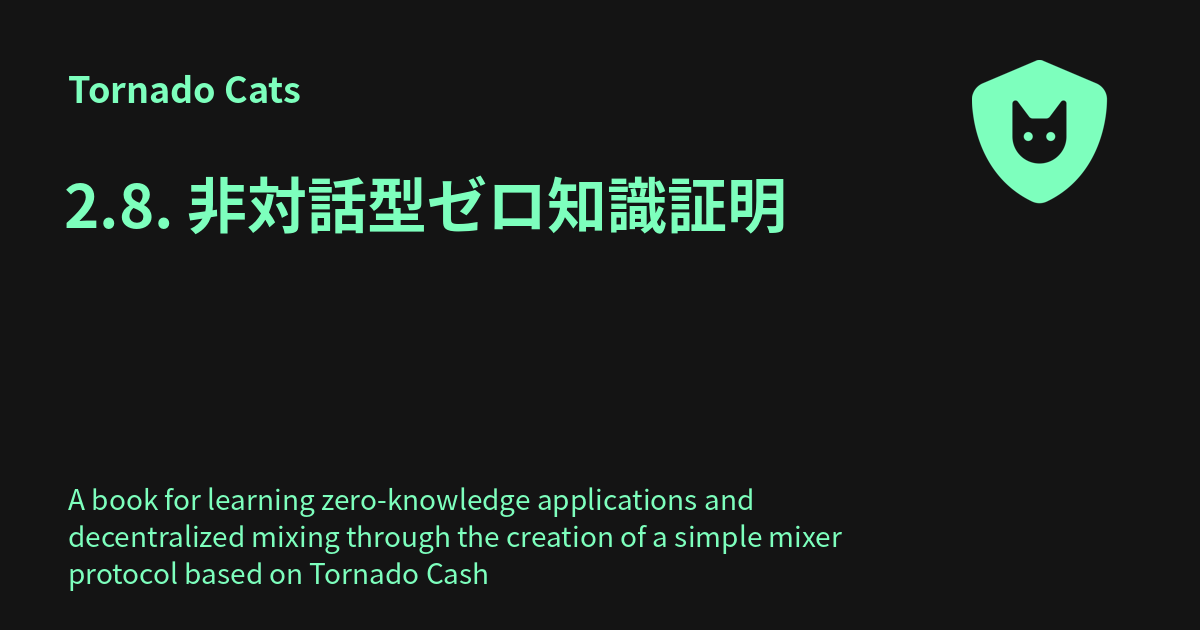 Tornado Cats
2.8. 非対話型ゼロ知識証明
A book for learning zero-knowledge applications and
decentralized mixing through the creation of a simple mixer
protocol based on Tornado Cash